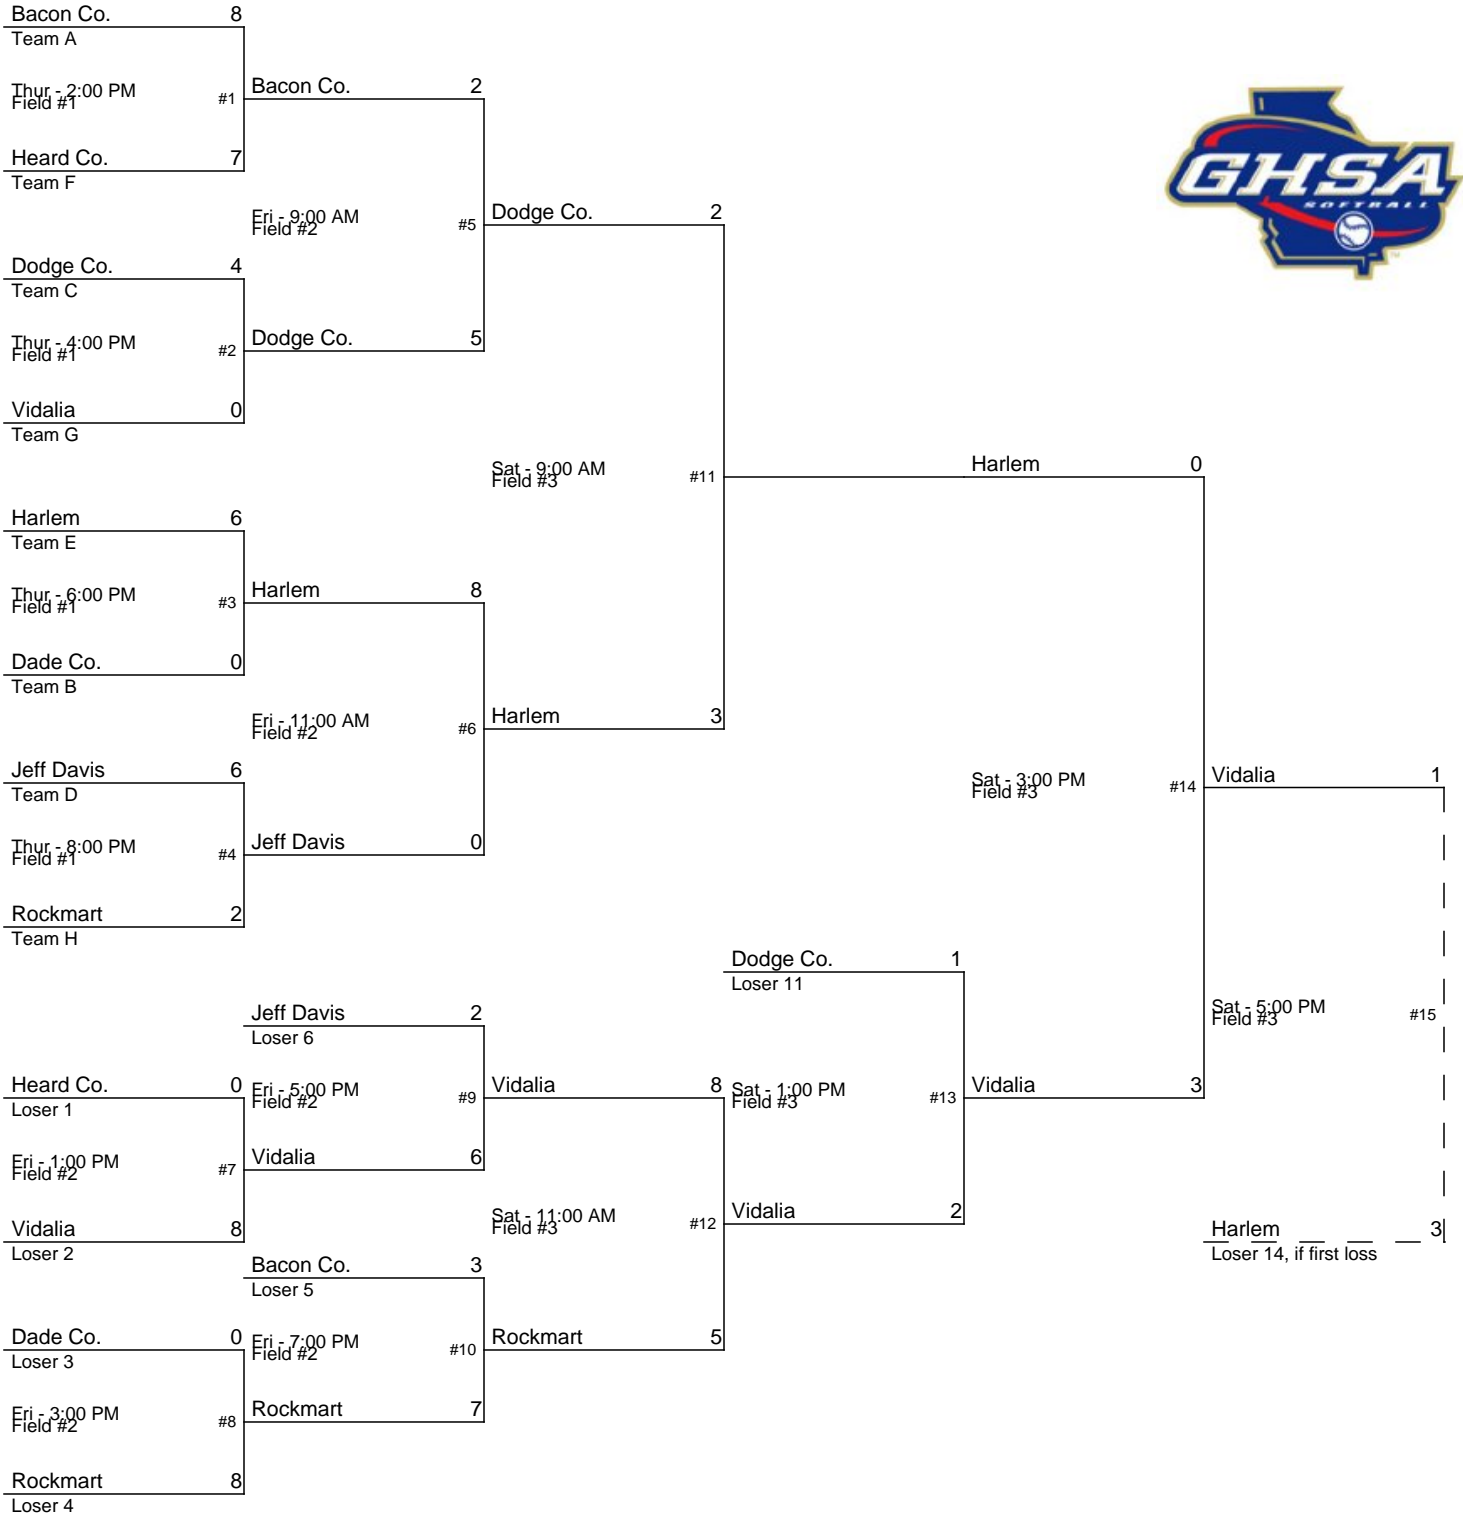 Bacon Co. 8
Team A
Thur - 2:00 PM
Field #1
#1
Bacon Co. 2
Heard Co. 7
Team F
Fri - 9:00 AM
Field #2
#5
Dodge Co. 2
Dodge Co. 4
Team C
Thur - 4:00 PM
Field #1
#2
Dodge Co. 5
Vidalia 0
Team G
GHSA
SOFTBALL
TM
Sat - 9:00 AM
Field #3
#11
Harlem 0
Harlem 6
Team E
Thur - 6:00 PM
Field #1
#3
Harlem 8
Dade Co. 0
Team B
Fri - 11:00 AM
Field #2
#6
Harlem 3
Jeff Davis 6
Team D
Thur - 8:00 PM
Field #1
#4
Jeff Davis 0
Rockmart 2
Team H
Sat - 3:00 PM
Field #3
#14
Vidalia 1
Dodge Co. 1
Loser 11
Jeff Davis 2
Loser 6
Sat - 5:00 PM
Field #3
#15
Heard Co. 0
Loser 1
Fri - 5:00 PM
Field #2
#9
Vidalia 8
Sat - 1:00 PM
Field #3
#13
Vidalia 3
Fri - 1:00 PM
Field #2
#7
Vidalia 6
Vidalia 8
Loser 2
Sat - 11:00 AM
Field #3
#12
Vidalia 2
Harlem 3
Loser 14, if first loss
Bacon Co. 3
Loser 5
Dade Co. 0
Loser 3
Fri - 7:00 PM
Field #2
#10
Rockmart 5
Fri - 3:00 PM
Field #2
#8
Rockmart 7
Rockmart 8
Loser 4